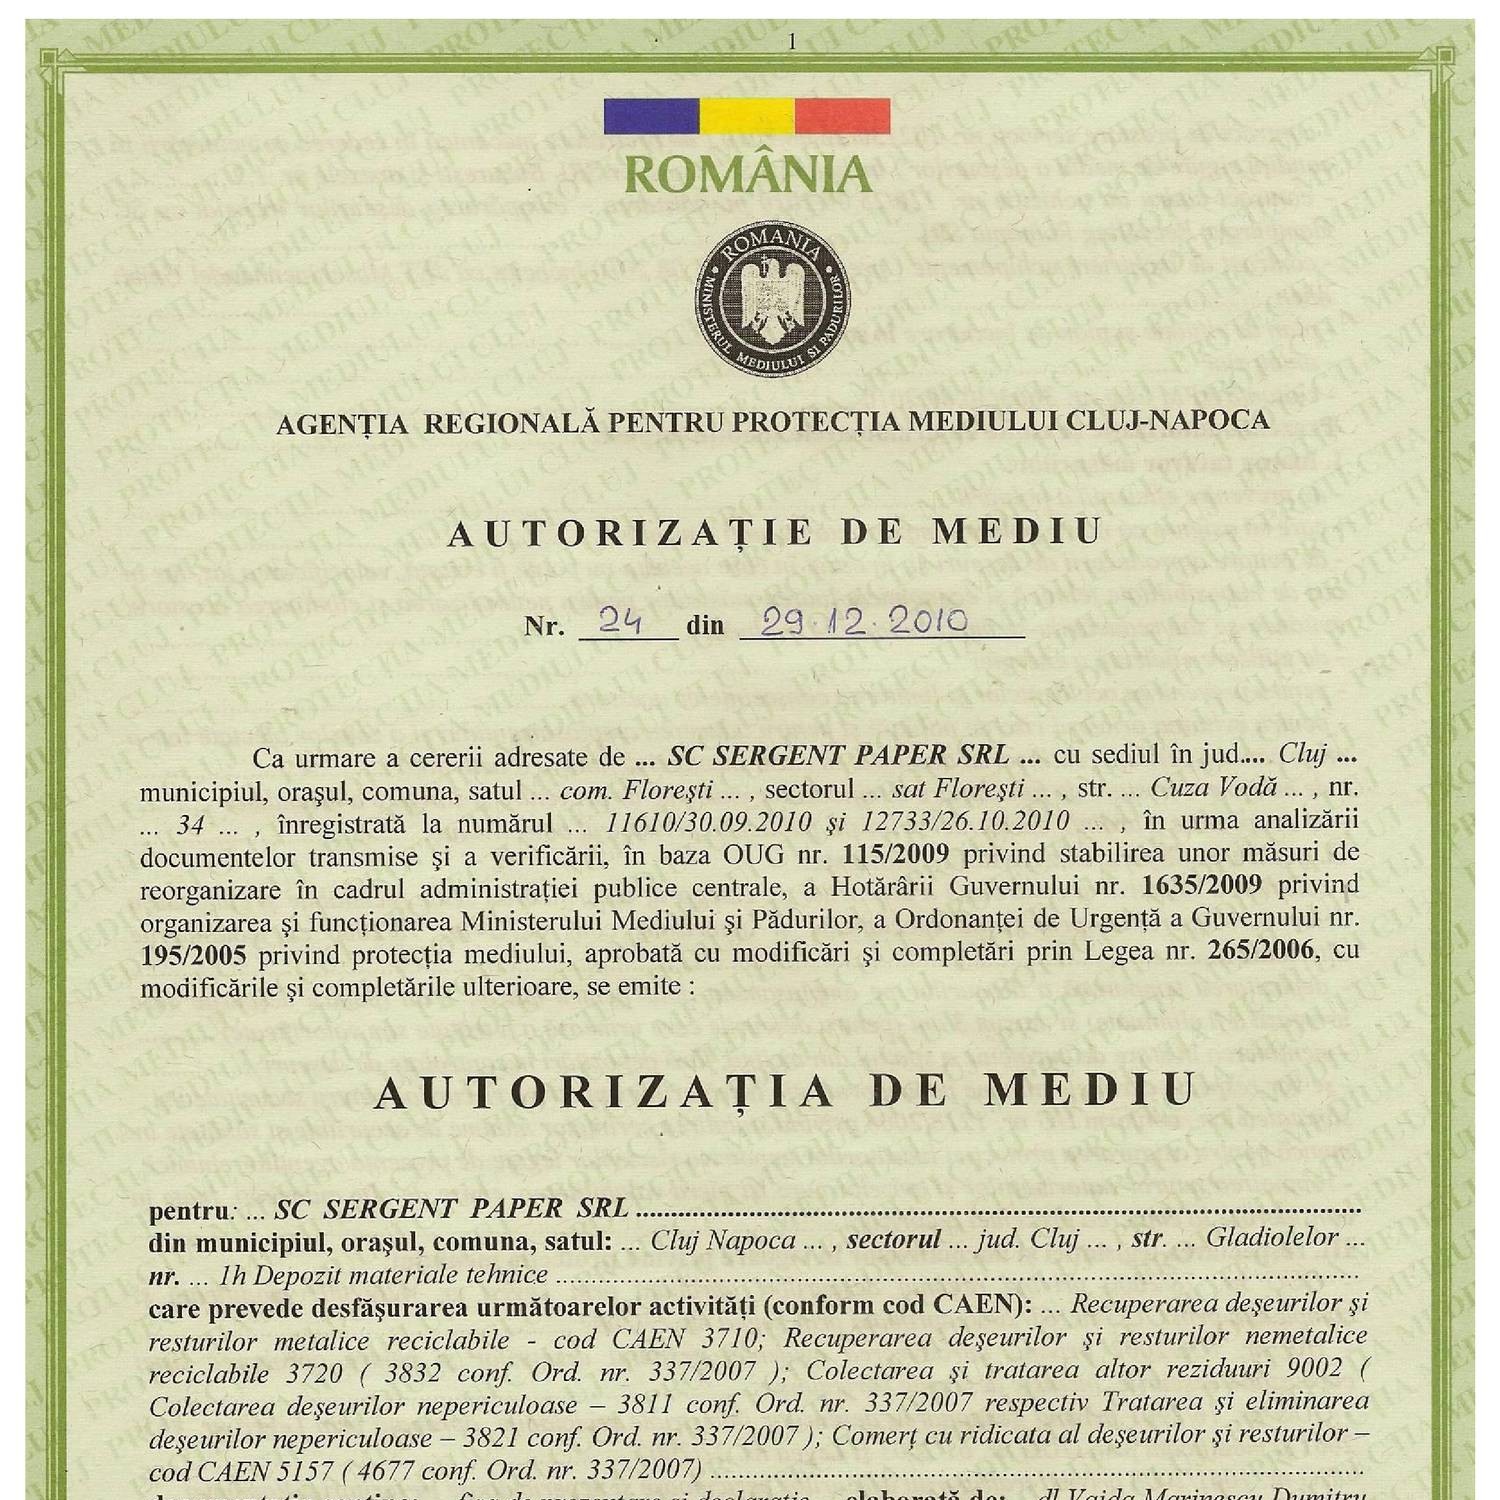 1
ROMÂNIA
ROMANIA
MINISTERUL MEDIULUI SI PADURILOR
AGENŢIA REGIONALĂ PENTRU PROTECŢIA MEDIULUI CLUJ-NAPOCA
AUTORIZAŢIE DE MEDIU
Nr. 24 din 29.12.2010
Ca urmare a cererii adresate de ... SC SERGENT PAPER SRL ... cu sediul în jud.... Cluj ...
municipiul, oraşul, comuna, satul ... com. Floreşti ... , sectorul ... sat Floreşti ... , str. ... Cuza Vodă ... , nr.
... 34 ... , înregistrată la numărul ... 11610/30.09.2010 şi 12733/26.10.2010 ... , în urma analizării
documentelor transmise şi a verificării, în baza OUG nr. 115/2009 privind stabilirea unor măsuri de
reorganizare în cadrul administraţiei publice centrale, a Hotărârii Guvernului nr. 1635/2009 privind
organizarea şi funcţionarea Ministerului Mediului şi Pădurilor, a Ordonanţei de Urgenţă a Guvernului nr.
195/2005 privind protecţia mediului, aprobată cu modificări şi completări prin Legea nr. 265/2006, cu
modificările şi completările ulterioare, se emite :
AUTORIZAŢIA DE MEDIU
pentru: ... SC SERGENT PAPER SRL ...
din municipiul, oraşul, comuna, satul: ... Cluj Napoca ... , sectorul ... jud. Cluj ... , str. ... Gladiolelor ...
nr. ... 1h Depozit materiale tehnice ...
care prevede desfăşurarea următoarelor activităţi (conform cod CAEN): ... Recuperarea deşeurilor şi
resturilor metalice reciclabile - cod CAEN 3710; Recuperarea deşeurilor şi resturilor nemetalice
reciclabile 3720 ( 3832 conf. Ord. nr. 337/2007 ); Colectarea şi tratarea altor reziduuri 9002 (
Colectarea deşeurilor nepericuloase – 3811 conf. Ord. nr. 337/2007 respectiv Tratarea şi eliminarea
deşeurilor nepericuloase – 3821 conf. Ord. nr. 337/2007 ); Comerţ cu ridicata al deşeurilor şi resturilor –
cod CAEN 5157 ( 4677 conf. Ord. nr. 337/2007) ...
elaborată de: ... dl Vajda Marinescu Dumitru